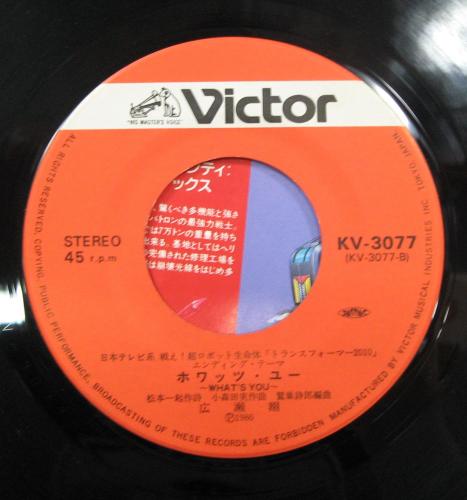 "HIS MASTER'S VOICE"
Victor
ンディ:
ックス
驚くべき多機能と強さ
バトロンの最強力戦士。
は7万トンの重量を持ち
出来る。基地としてはヘリ
完備された修理工場を
は崩壊光線をはじめ多
STEREO
45 r.p.m
KV-3077
(KV-3077-B)
日本テレビ系 戦え!超ロボット生命体「トランスフォーマー2010」
エンディング・テーマ
ホワッツ・ユー
~WHAT'S YOU~
松本一起作詩 小森田実作曲 鷲巣詩郎編曲
広瀬翔
Ⓟ1986
ALL RIGHTS RESERVED. COPYING, PUBLIC PERFORMANCE, BROADCASTING OF THESE RECORDS ARE FORBIDDEN MANUFACTURED BY VICTOR MUSICAL INDUSTRIES INC. TOKYO JAPAN